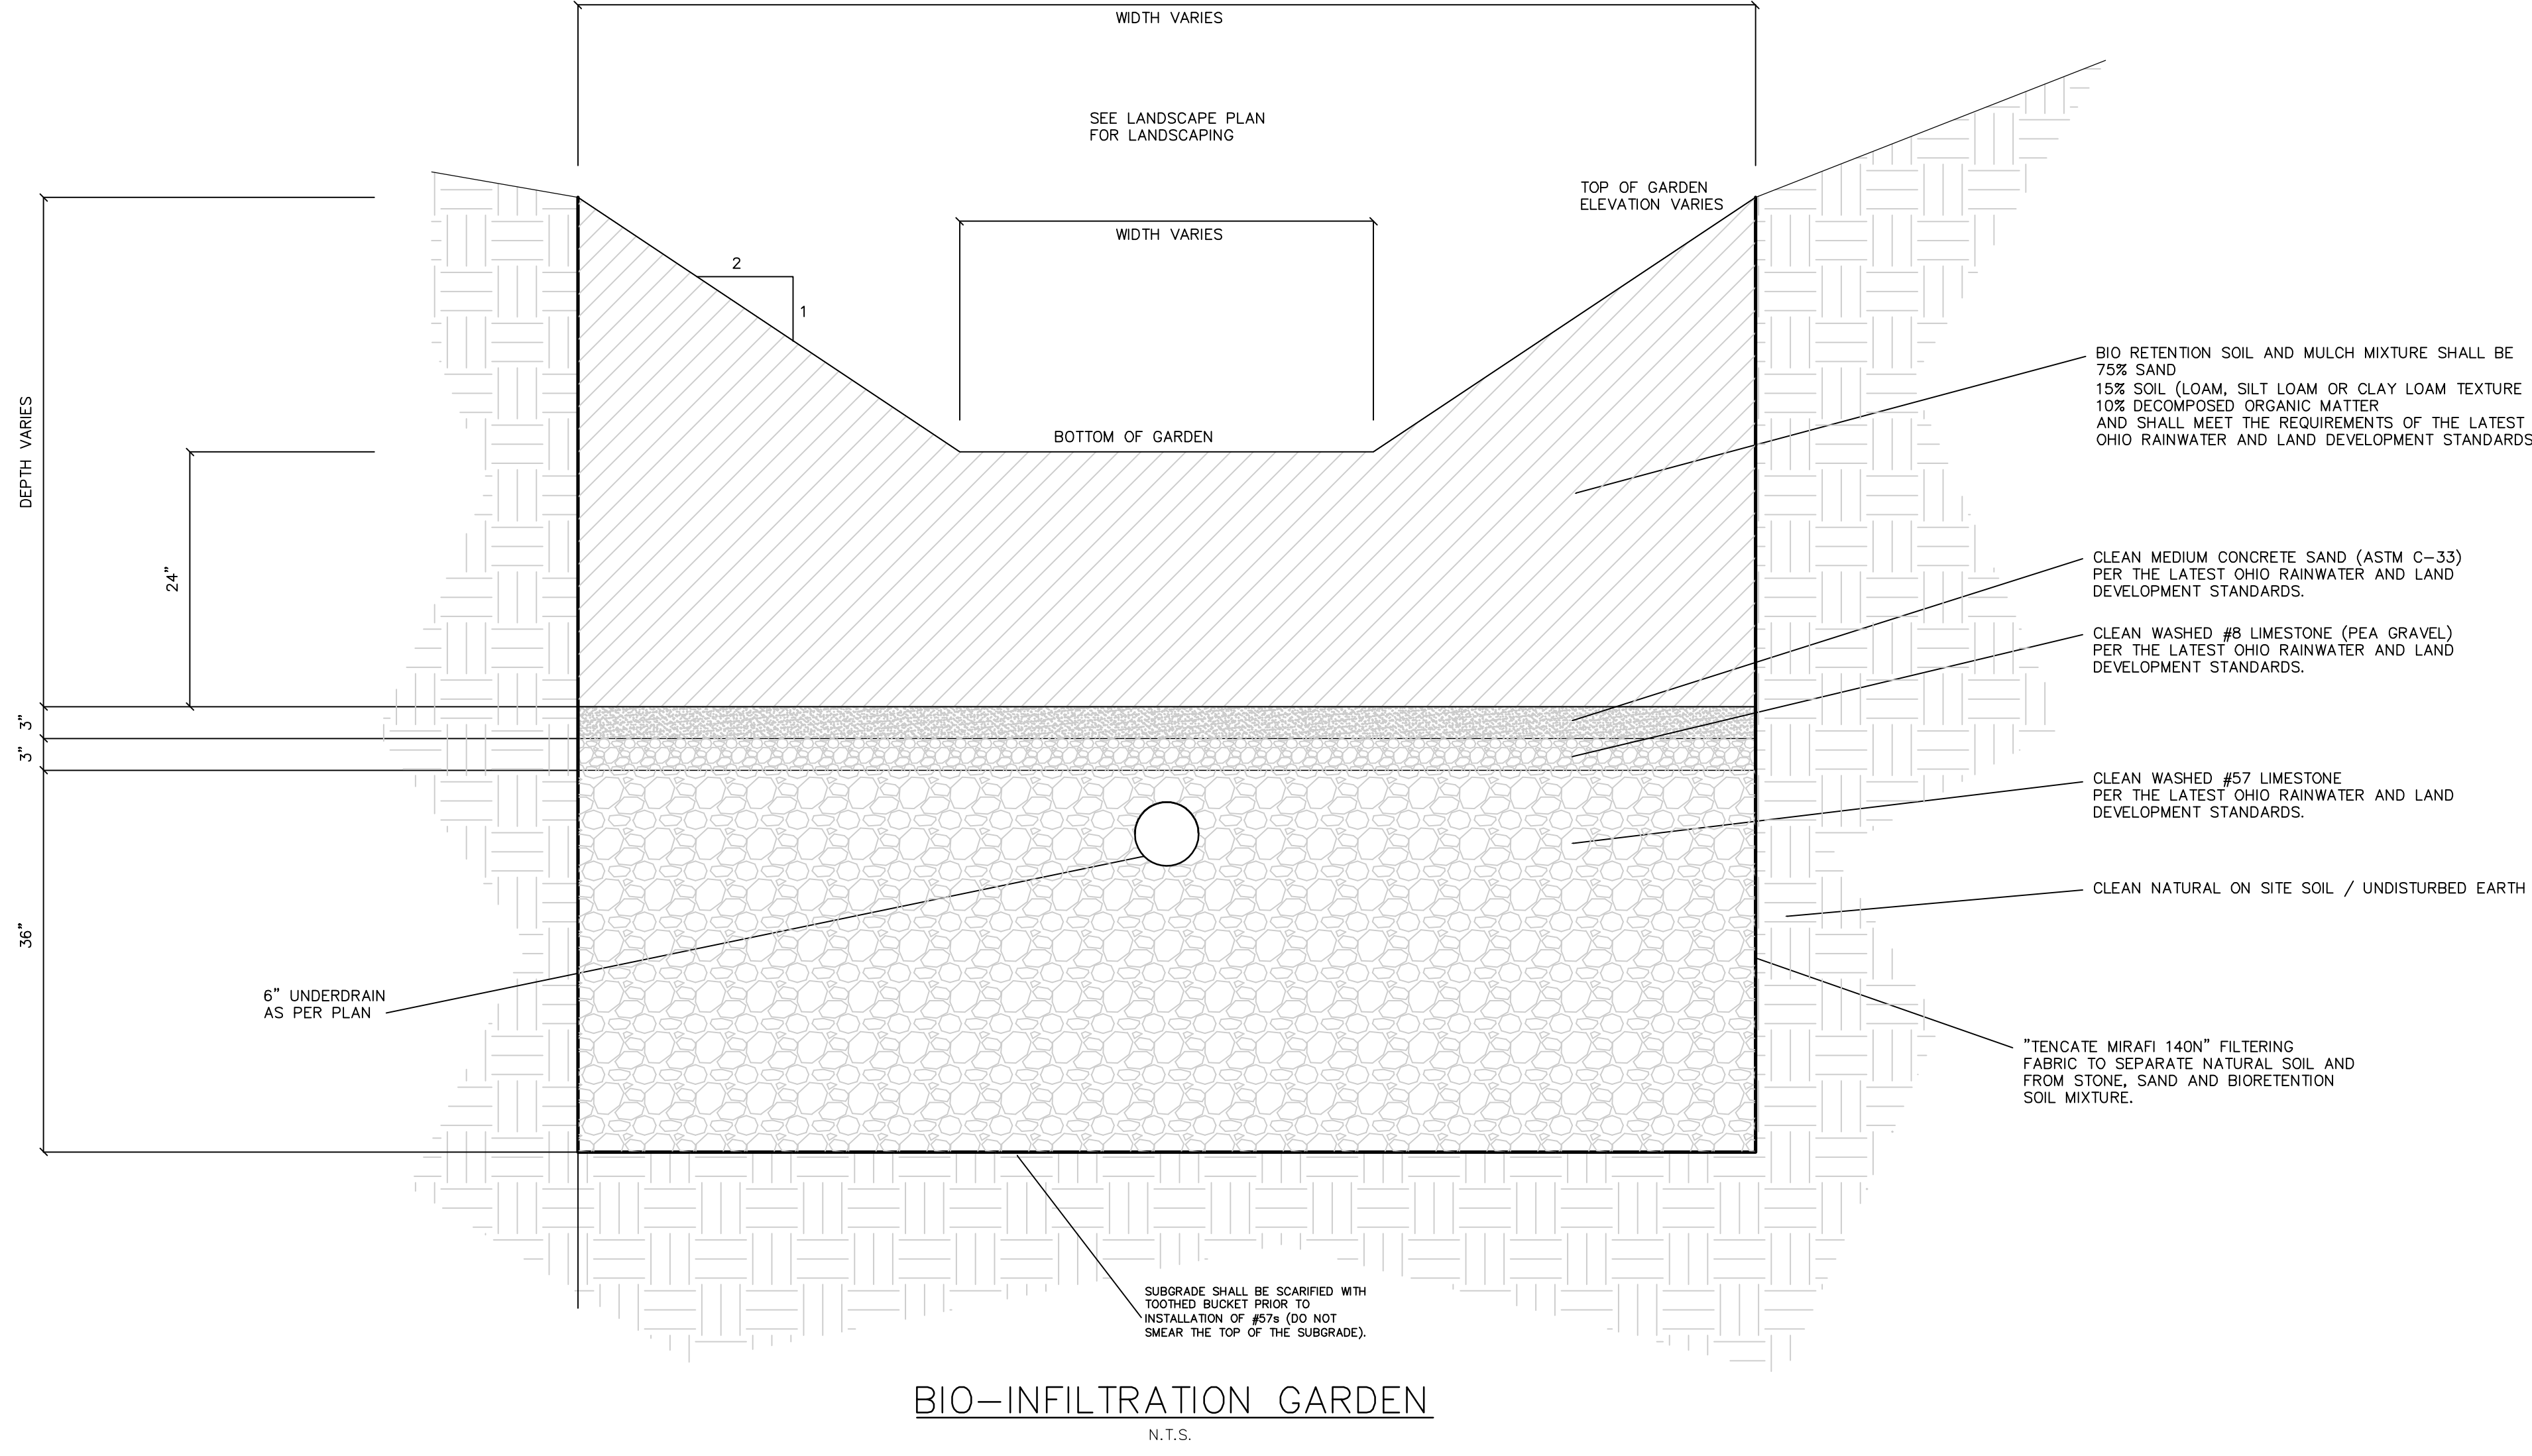 WIDTH VARIES
SEE LANDSCAPE PLAN
FOR LANDSCAPING
TOP OF GARDEN
ELEVATION VARIES
WIDTH VARIES
2
1
BOTTOM OF GARDEN
DEPTH VARIES
24"
3"
3"
36"
BIO RETENTION SOIL AND MULCH MIXTURE SHALL BE
75% SAND
15% SOIL (LOAM, SILT LOAM OR CLAY LOAM TEXTURE
10% DECOMPOSED ORGANIC MATTER
AND SHALL MEET THE REQUIREMENTS OF THE LATEST
OHIO RAINWATER AND LAND DEVELOPMENT STANDARDS
CLEAN MEDIUM CONCRETE SAND (ASTM C-33)
PER THE LATEST OHIO RAINWATER AND LAND
DEVELOPMENT STANDARDS.
CLEAN WASHED #8 LIMESTONE (PEA GRAVEL)
PER THE LATEST OHIO RAINWATER AND LAND
DEVELOPMENT STANDARDS.
CLEAN WASHED #57 LIMESTONE
PER THE LATEST OHIO RAINWATER AND LAND
DEVELOPMENT STANDARDS.
CLEAN NATURAL ON SITE SOIL / UNDISTURBED EARTH
6" UNDERDRAIN
AS PER PLAN
"TENCATE MIRAFI 140N" FILTERING
FABRIC TO SEPARATE NATURAL SOIL AND
FROM STONE, SAND AND BIORETENTION
SOIL MIXTURE.
SUBGRADE SHALL BE SCARIFIED WITH
TOOTHED BUCKET PRIOR TO
INSTALLATION OF #57s (DO NOT
SMEAR THE TOP OF THE SUBGRADE).
BIO-INFILTRATION GARDEN
N.T.S.